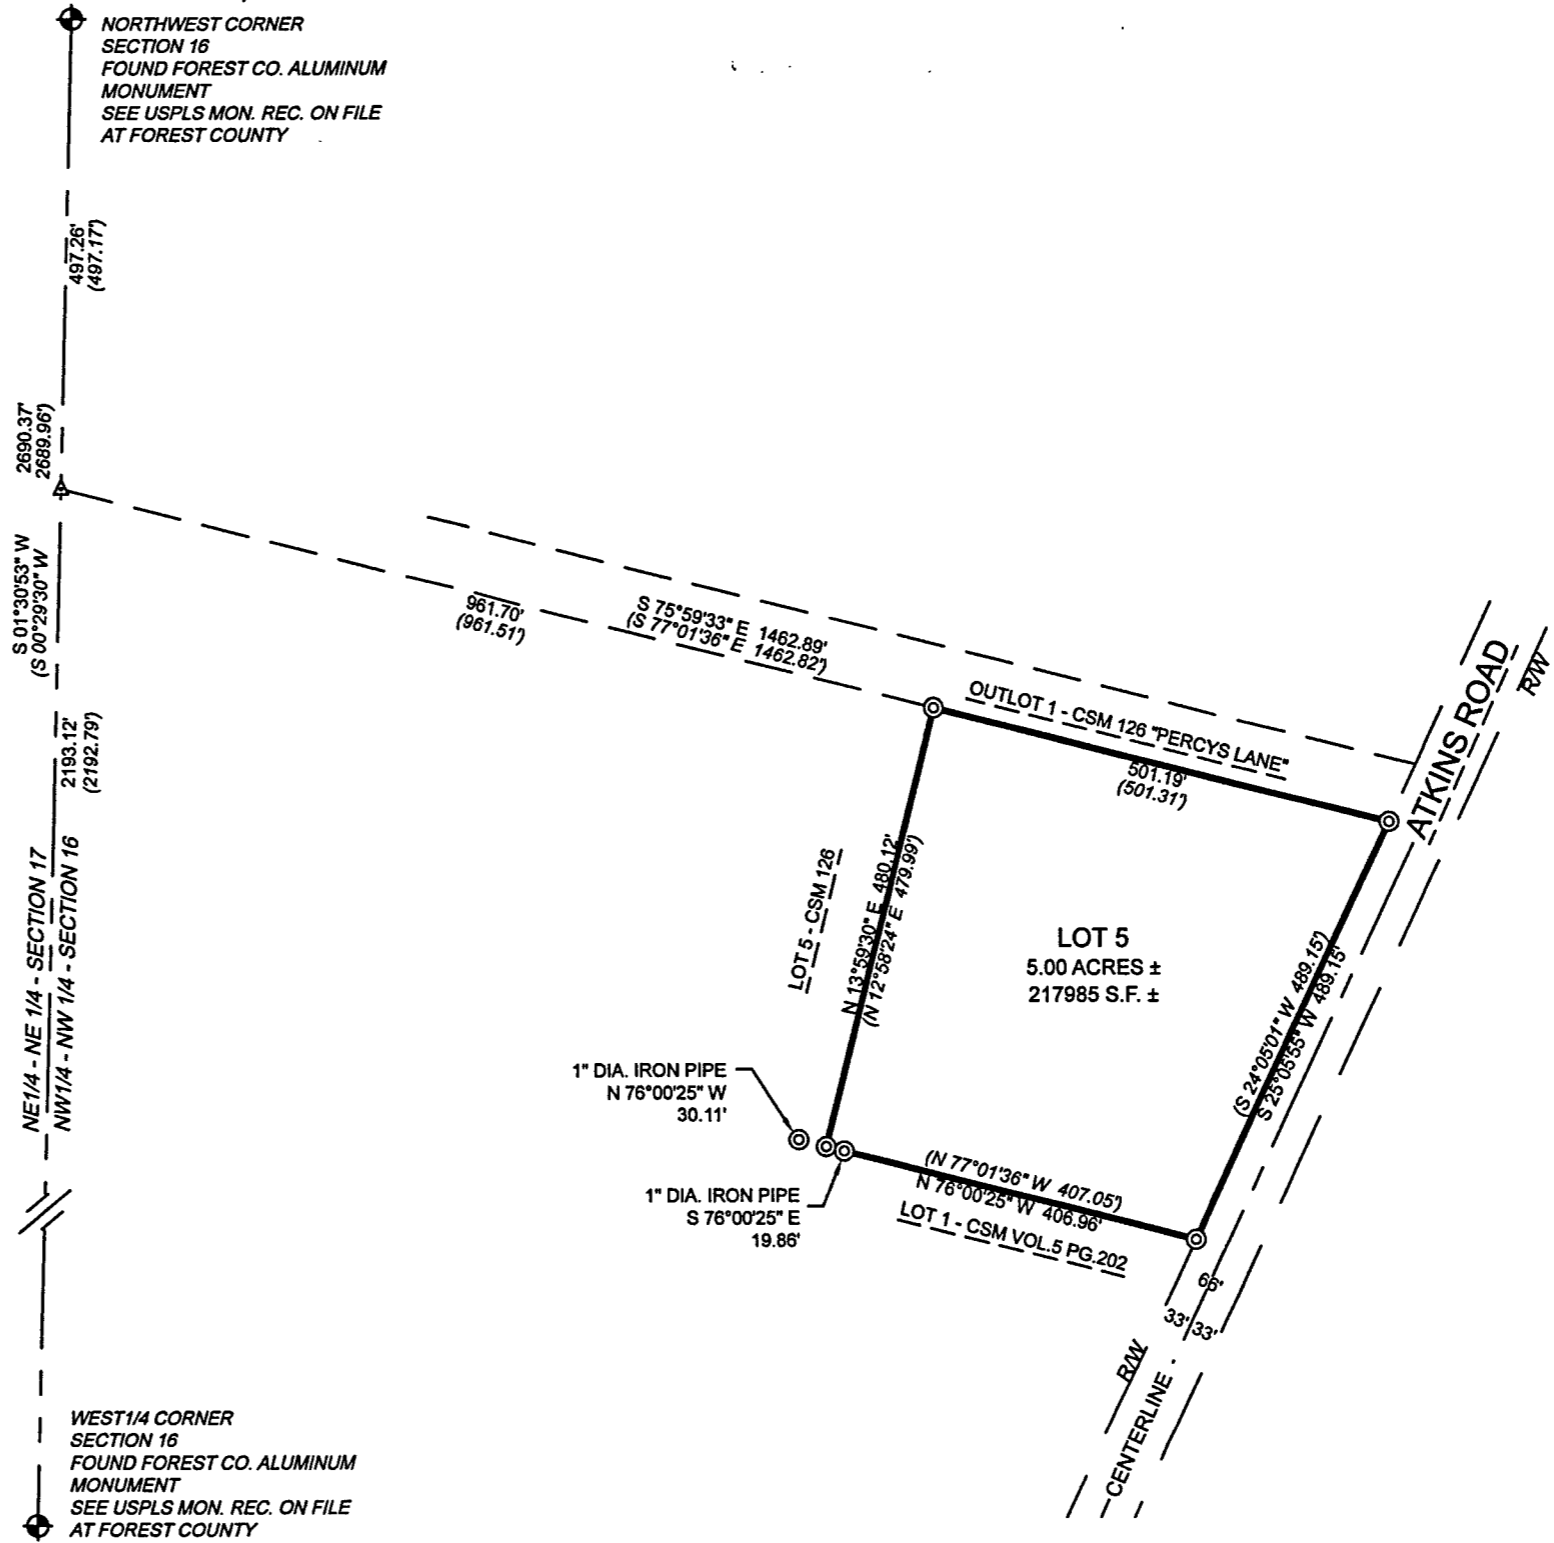 NORTHWEST CORNER
SECTION 16
FOUND FOREST CO. ALUMINUM
MONUMENT
SEE USPLS MON. REC. ON FILE
AT FOREST COUNTY
497.26'
(497.17')
2690.37'
2689.96')
S 01°30'53" W
(S 00°29'30" W
2193.12'
(2192.79')
NE1/4 - NE 1/4 - SECTION 17
NW1/4 - NW 1/4 - SECTION 16
961.70'
(961.51')
S 75°59'33" E 1462.89'
(S 77°01'36" E 1462.82')
OUTLOT 1 - CSM 126 "PERCYS LANE"
501.19'
(501.31')
ATKINS ROAD
R/W
LOT 5 - CSM 126
N 13°59'30" E 480.12'
(N 12°58'24" E 479.99')
LOT 5
5.00 ACRES ±
217985 S.F. ±
(S 24°05'01" W 489.15')
S 25°05'55" W 489.15'
1" DIA. IRON PIPE
N 76°00'25" W
30.11'
1" DIA. IRON PIPE
S 76°00'25" E
19.86'
(N 77°01'36" W 407.05')
N 76°00'25" W 406.96'
LOT 1 - CSM VOL.5 PG.202
66'
33' 33'
R/W
CENTERLINE -
WEST1/4 CORNER
SECTION 16
FOUND FOREST CO. ALUMINUM
MONUMENT
SEE USPLS MON. REC. ON FILE
AT FOREST COUNTY